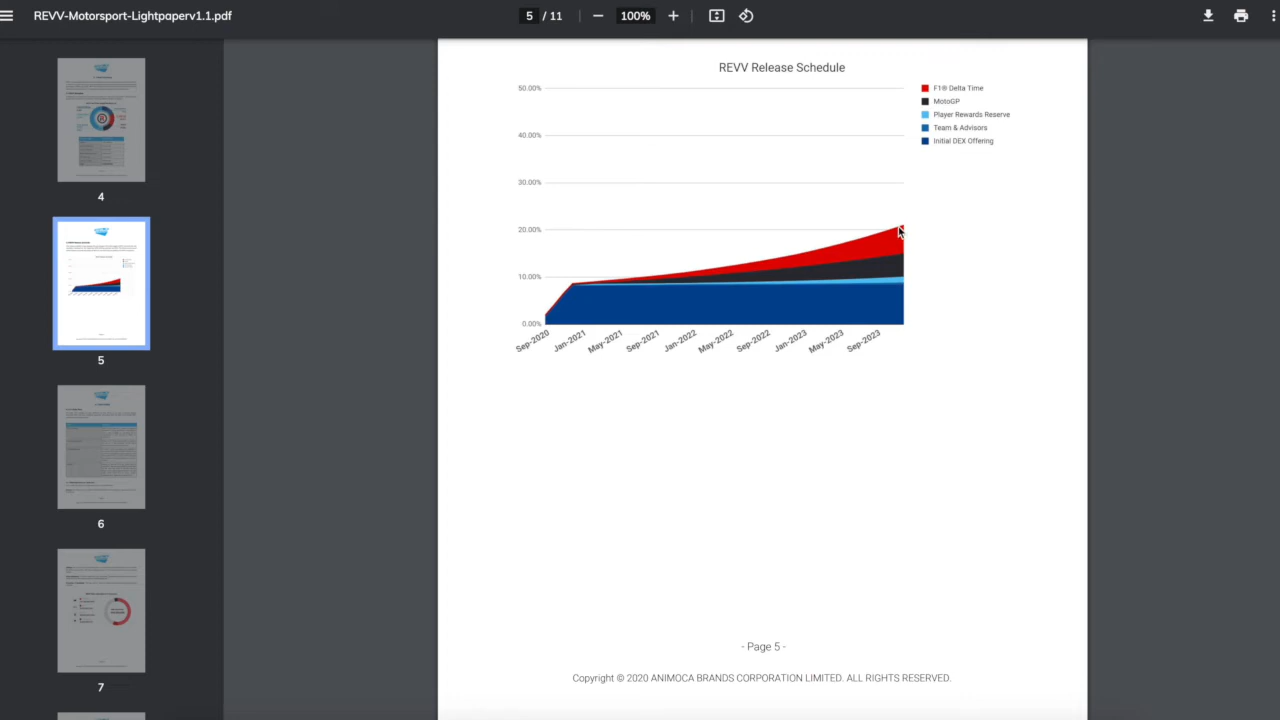 REVV-Motorsport-Lightpaperv1.1.pdf
5 / 11
100%
REVV Release Schedule
50.00%
40.00%
30.00%
20.00%
10.00%
0.00%
Sep-2020
Jan-2021
May-2021
Sep-2021
Jan-2022
May-2022
Sep-2022
Jan-2023
May-2023
Sep-2023
F1® Delta Time
MotoGP
Player Rewards Reserve
Team & Advisors
Initial DEX Offering
- Page 5 -
Copyright © 2020 ANIMOCA BRANDS CORPORATION LIMITED. ALL RIGHTS RESERVED.
4
5
6
7